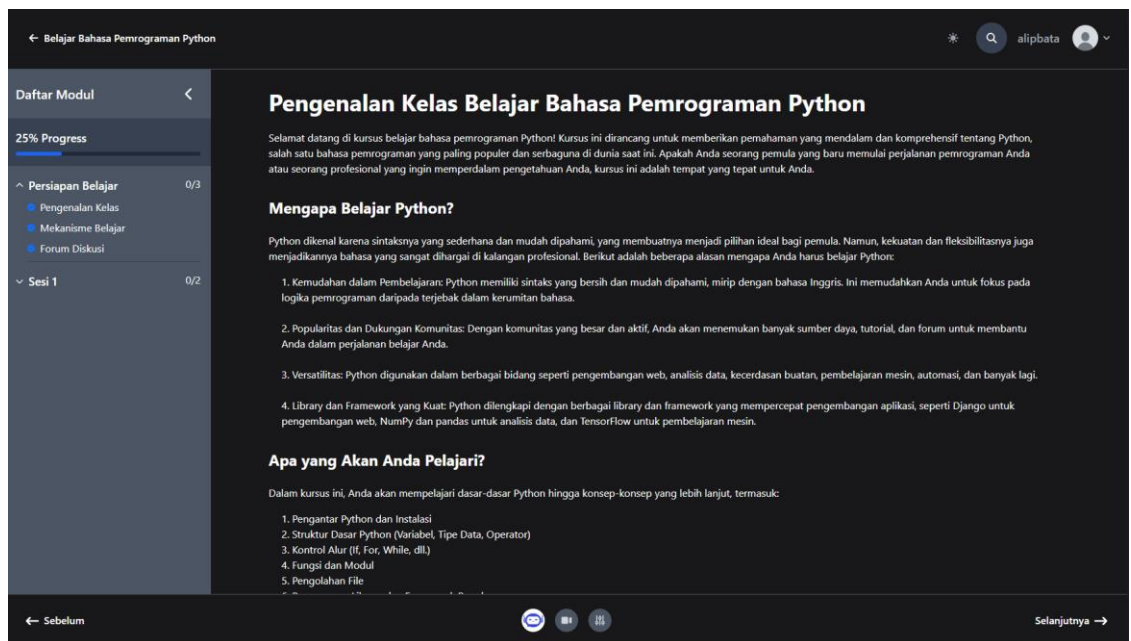 ← Belajar Bahasa Pemrograman Python
alipbata
Daftar Modul
25% Progress
Persiapan Belajar 0/3
Pengenalan Kelas
Mekanisme Belajar
Forum Diskusi
Sesi 1 0/2
Pengenalan Kelas Belajar Bahasa Pemrograman Python
Selamat datang di kursus belajar bahasa pemrograman Python! Kursus ini dirancang untuk memberikan pemahaman yang mendalam dan komprehensif tentang Python,
salah satu bahasa pemrograman yang paling populer dan serbaguna di dunia saat ini. Apakah Anda seorang pemula yang baru memulai perjalanan pemrograman Anda
atau seorang profesional yang ingin memperdalam pengetahuan Anda, kursus ini adalah tempat yang tepat untuk Anda.
Mengapa Belajar Python?
Python dikenal karena sintaksnya yang sederhana dan mudah dipahami, yang membuatnya menjadi pilihan ideal bagi pemula. Namun, kekuatan dan fleksibilitasnya juga
menjadikannya bahasa yang sangat dihargai di kalangan profesional. Berikut adalah beberapa alasan mengapa Anda harus belajar Python:
1. Kemudahan dalam Pembelajaran: Python memiliki sintaks yang bersih dan mudah dipahami, mirip dengan bahasa Inggris. Ini memudahkan Anda untuk fokus pada
logika pemrograman daripada terjebak dalam kerumitan bahasa.
2. Popularitas dan Dukungan Komunitas: Dengan komunitas yang besar dan aktif, Anda akan menemukan banyak sumber daya, tutorial, dan forum untuk membantu
Anda dalam perjalanan belajar Anda.
3. Versatilitas: Python digunakan dalam berbagai bidang seperti pengembangan web, analisis data, kecerdasan buatan, pembelajaran mesin, automasi, dan banyak lagi.
4. Library dan Framework yang Kuat: Python dilengkapi dengan berbagai library dan framework yang mempercepat pengembangan aplikasi, seperti Django untuk
pengembangan web, NumPy dan pandas untuk analisis data, dan TensorFlow untuk pembelajaran mesin.
Apa yang Akan Anda Pelajari?
Dalam kursus ini, Anda akan mempelajari dasar-dasar Python hingga konsep-konsep yang lebih lanjut, termasuk:
1. Pengantar Python dan Instalasi
2. Struktur Dasar Python (Variabel, Tipe Data, Operator)
3. Kontrol Alur (If, For, While, dll.)
4. Fungsi dan Modul
5. Pengolahan File
← Sebelum
Selanjutnya →